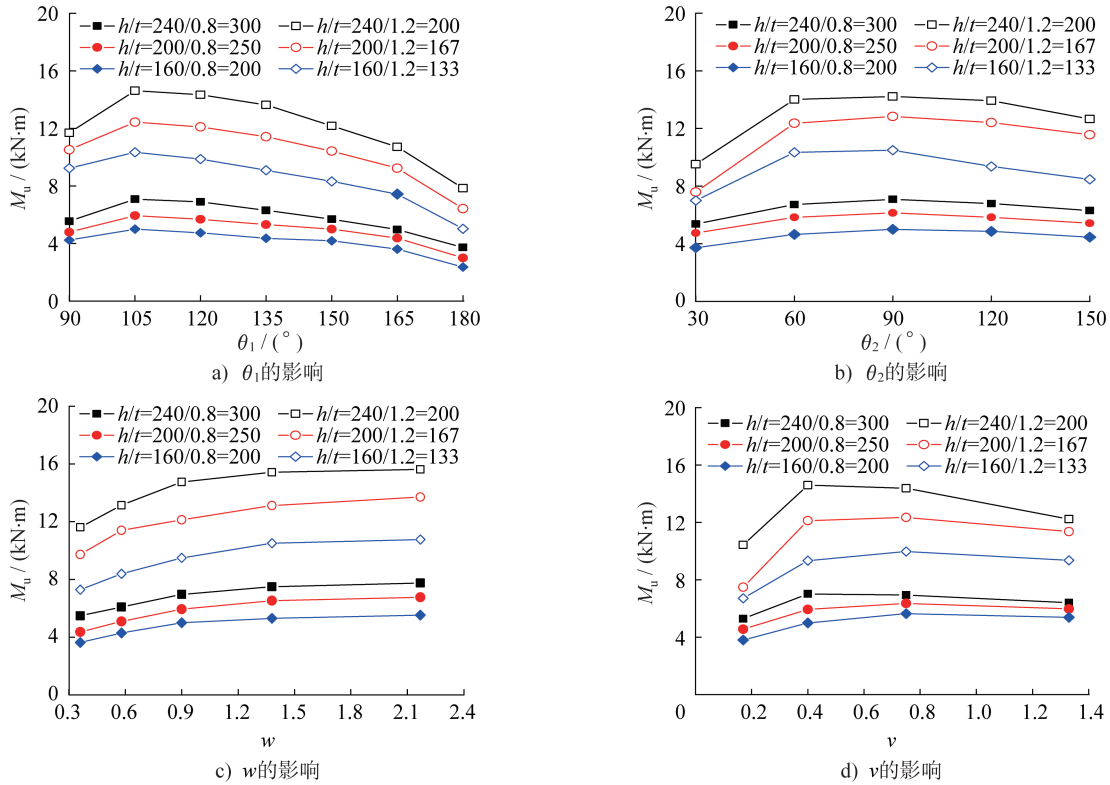 h/t=240/0.8=300 h/t=240/1.2=200
h/t=200/0.8=250 h/t=200/1.2=167
h/t=160/0.8=200 h/t=160/1.2=133
20
16
12
8
4
0
Mu / (kN·m)
90 105 120 135 150 165 180
θ1 / (°)
a) θ1的影响
h/t=240/0.8=300 h/t=240/1.2=200
h/t=200/0.8=250 h/t=200/1.2=167
h/t=160/0.8=200 h/t=160/1.2=133
20
16
12
8
4
0
Mu / (kN·m)
30 60 90 120 150
θ2 / (°)
b) θ2的影响
h/t=240/0.8=300 h/t=240/1.2=200
h/t=200/0.8=250 h/t=200/1.2=167
h/t=160/0.8=200 h/t=160/1.2=133
20
16
12
8
4
0
Mu / (kN·m)
0.3 0.6 0.9 1.2 1.5 1.8 2.1 2.4
w
c) w的影响
h/t=240/0.8=300 h/t=240/1.2=200
h/t=200/0.8=250 h/t=200/1.2=167
h/t=160/0.8=200 h/t=160/1.2=133
20
16
12
8
4
Mu / (kN·m)
0 0.2 0.4 0.6 0.8 1.0 1.2 1.4
v
d) v的影响